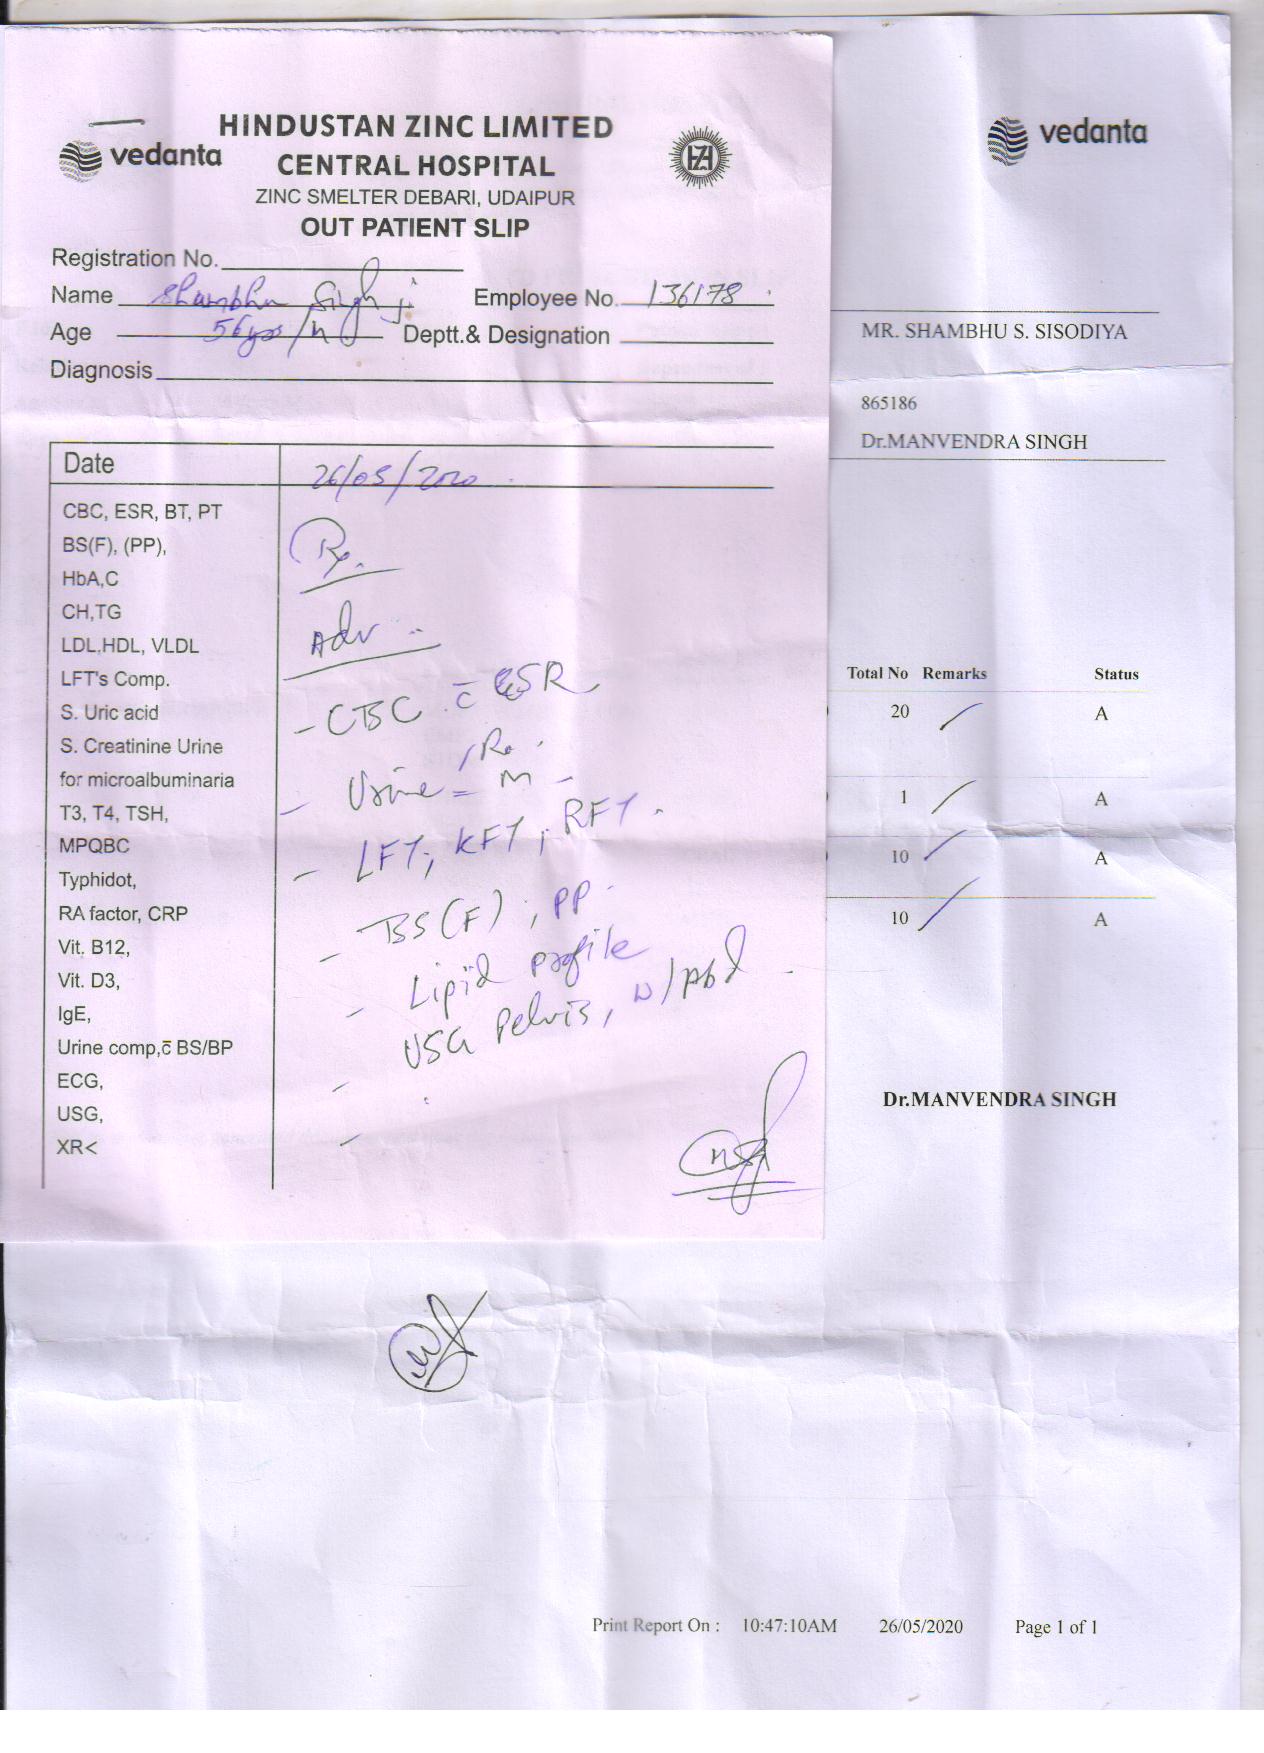 vedanta
HINDUSTAN ZINC LIMITED
CENTRAL HOSPITAL
ZINC SMELTER DEBARI, UDAIPUR
OUT PATIENT SLIP
Registration No.
Name Shambhu Singh ji Employee No. 136178
Age 56yrs/M Deptt.& Designation
Diagnosis
Date 26/05/2020
CBC, ESR, BT, PT
BS(F), (PP),
HbA,C
CH,TG
LDL,HDL, VLDL
LFT's Comp.
S. Uric acid
S. Creatinine Urine
for microalbuminaria
T3, T4, TSH,
MPQBC
Typhidot,
RA factor, CRP
Vit. B12,
Vit. D3,
IgE,
Urine comp,c̄ BS/BP
ECG,
USG,
XR<
Rx.
Adv
- CBC c̄ ESR
- Urine /Re
M
- LFT, KFT, RFT.
- BS(F), PP
- Lipid profile
- USG Pelvis, w/Abd
vedanta
MR. SHAMBHU S. SISODIYA
865186
Dr.MANVENDRA SINGH
Total No Remarks Status
20 A
1 A
10 A
10 A
Dr.MANVENDRA SINGH
Print Report On : 10:47:10AM 26/05/2020 Page 1 of 1